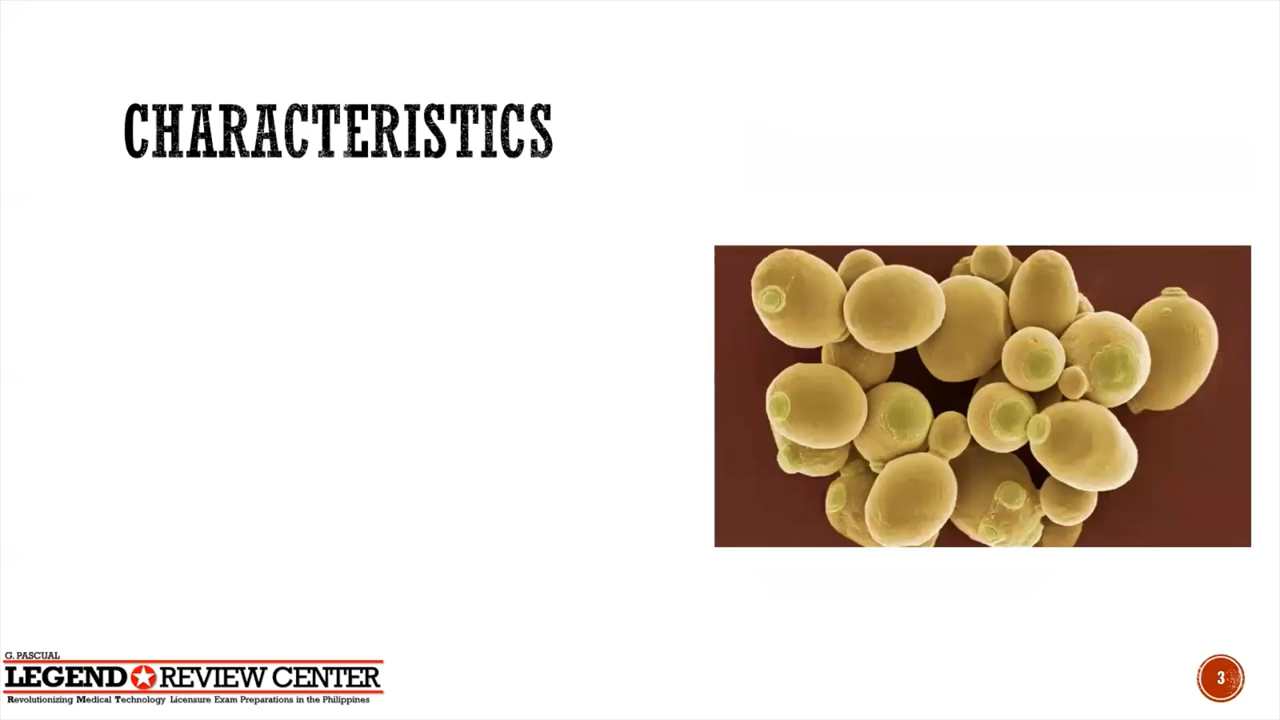 CHARACTERISTICS
G. PASCUAL
LEGEND REVIEW CENTER
Revolutionizing Medical Technology Licensure Exam Preparations in the Philippines
3